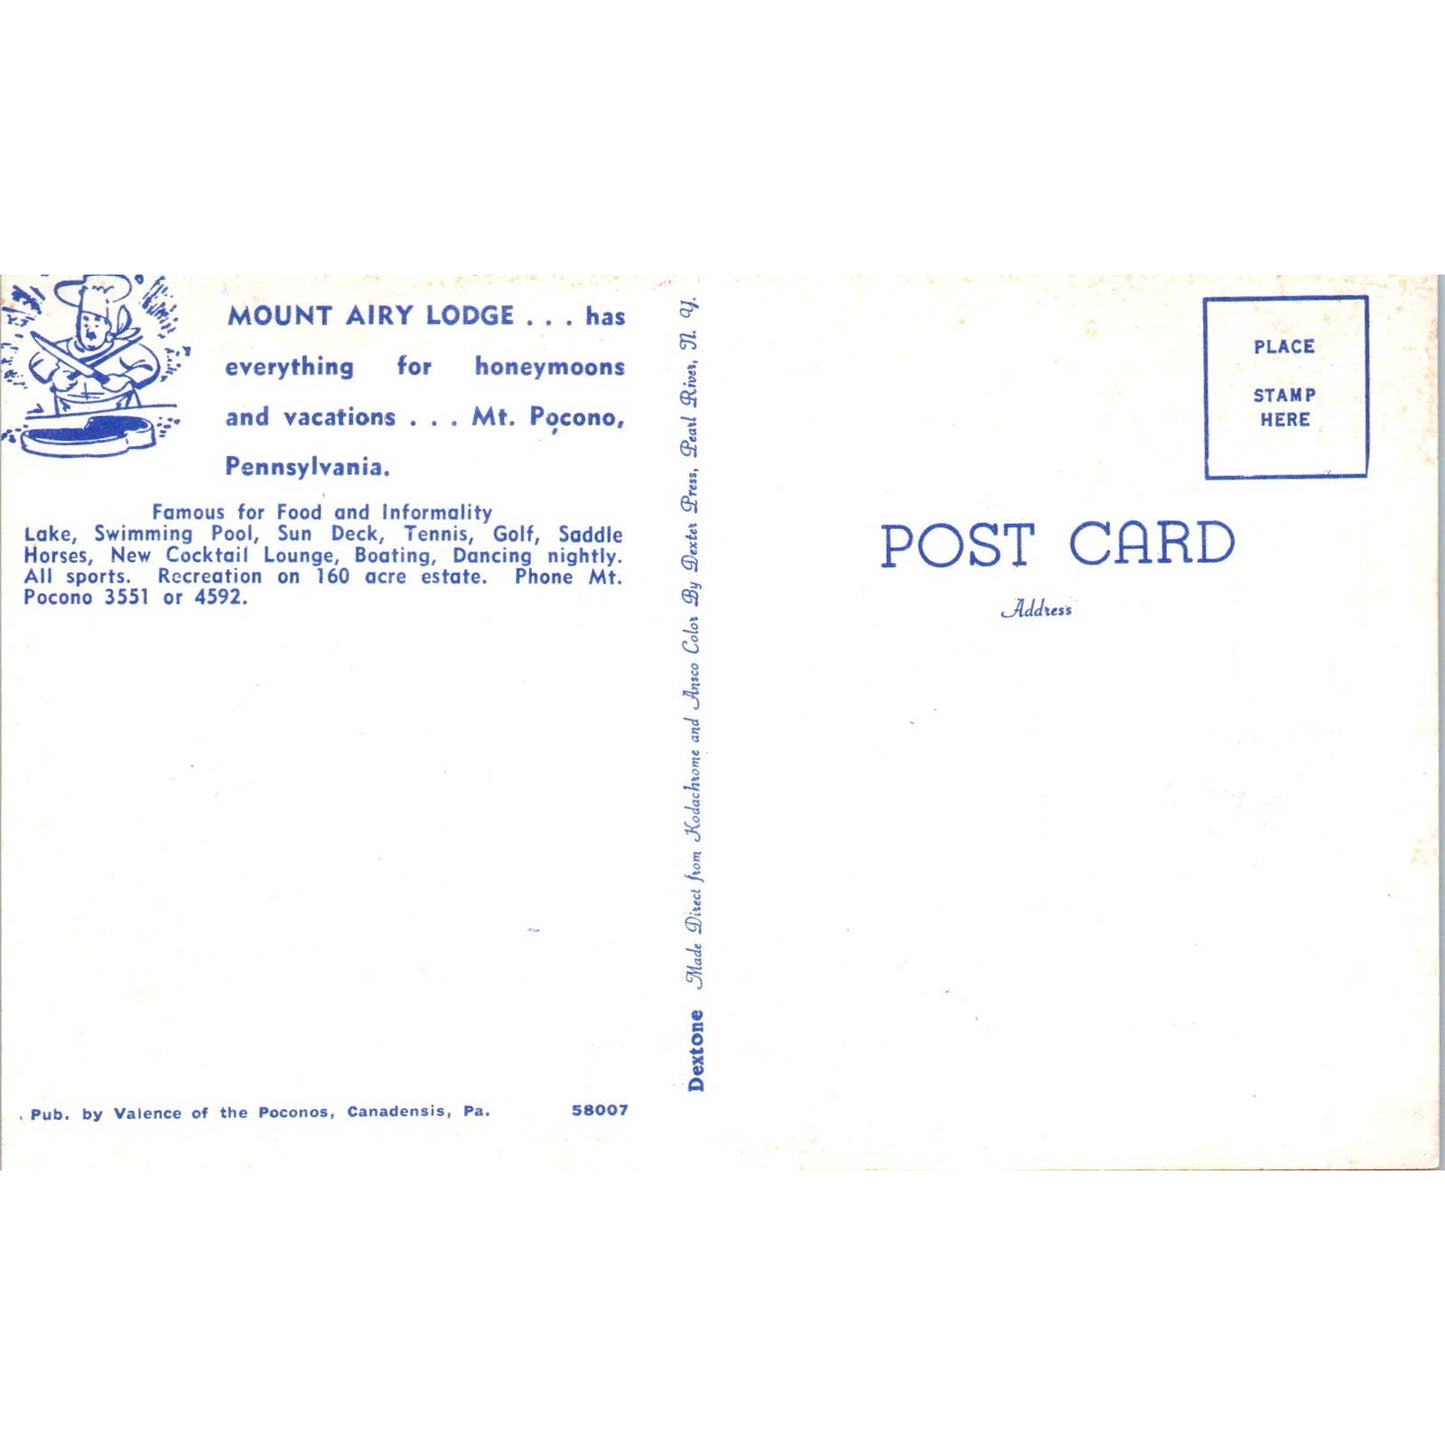 MOUNT AIRY LODGE . . . has
everything for honeymoons
and vacations . . . Mt. Pocono,
Pennsylvania.
Famous for Food and Informality
Lake, Swimming Pool, Sun Deck, Tennis, Golf, Saddle
Horses, New Cocktail Lounge, Boating, Dancing nightly.
All sports. Recreation on 160 acre estate. Phone Mt.
Pocono 3551 or 4592.
Pub. by Valence of the Poconos, Canadensis, Pa. 58007
Dextone Made Direct from Kodachrome and Ansco Color By Dexter Press, Pearl River, N. Y.
PLACE
STAMP
HERE
POST CARD
Address